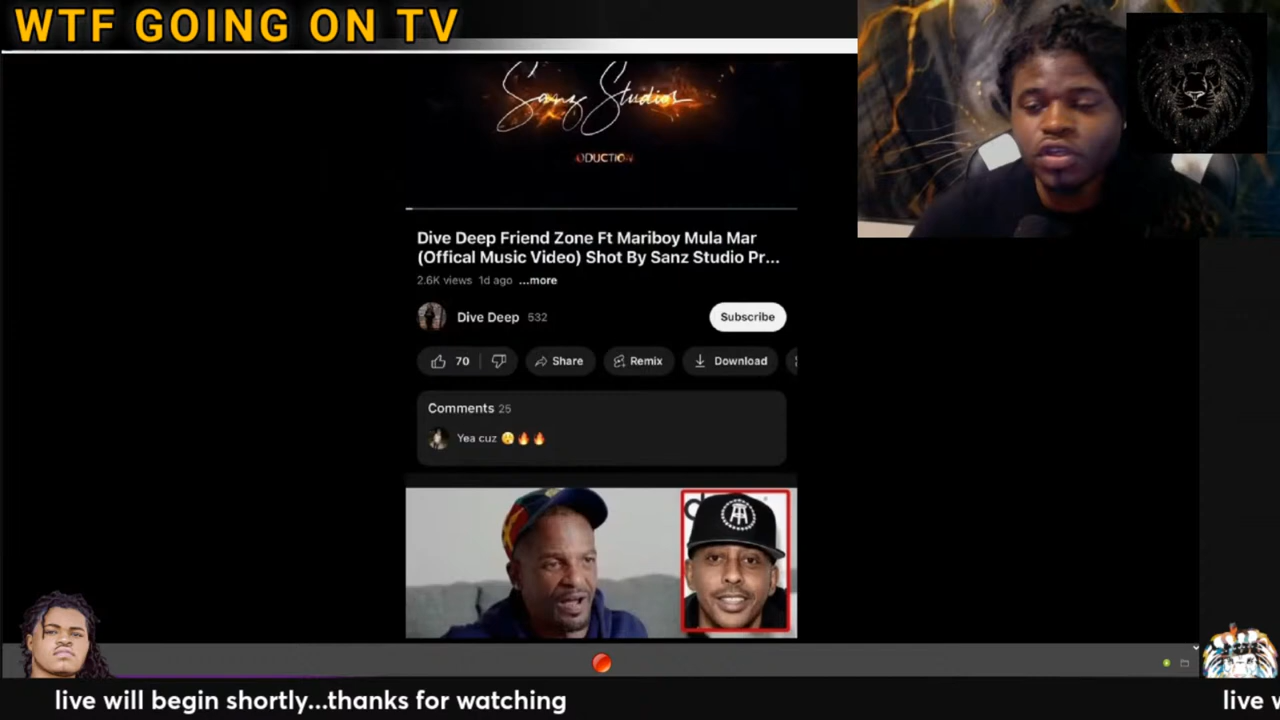 WTF GOING ON TV
Sanz Studios
ODUCTION
Dive Deep Friend Zone Ft Mariboy Mula Mar
(Offical Music Video) Shot By Sanz Studio Pr...
2.6K views 1d ago ...more
Dive Deep 532
Subscribe
70
Share
Remix
Download
Comments 25
Yea cuz 😮‍💨🔥🔥
live will begin shortly...thanks for watching
live w